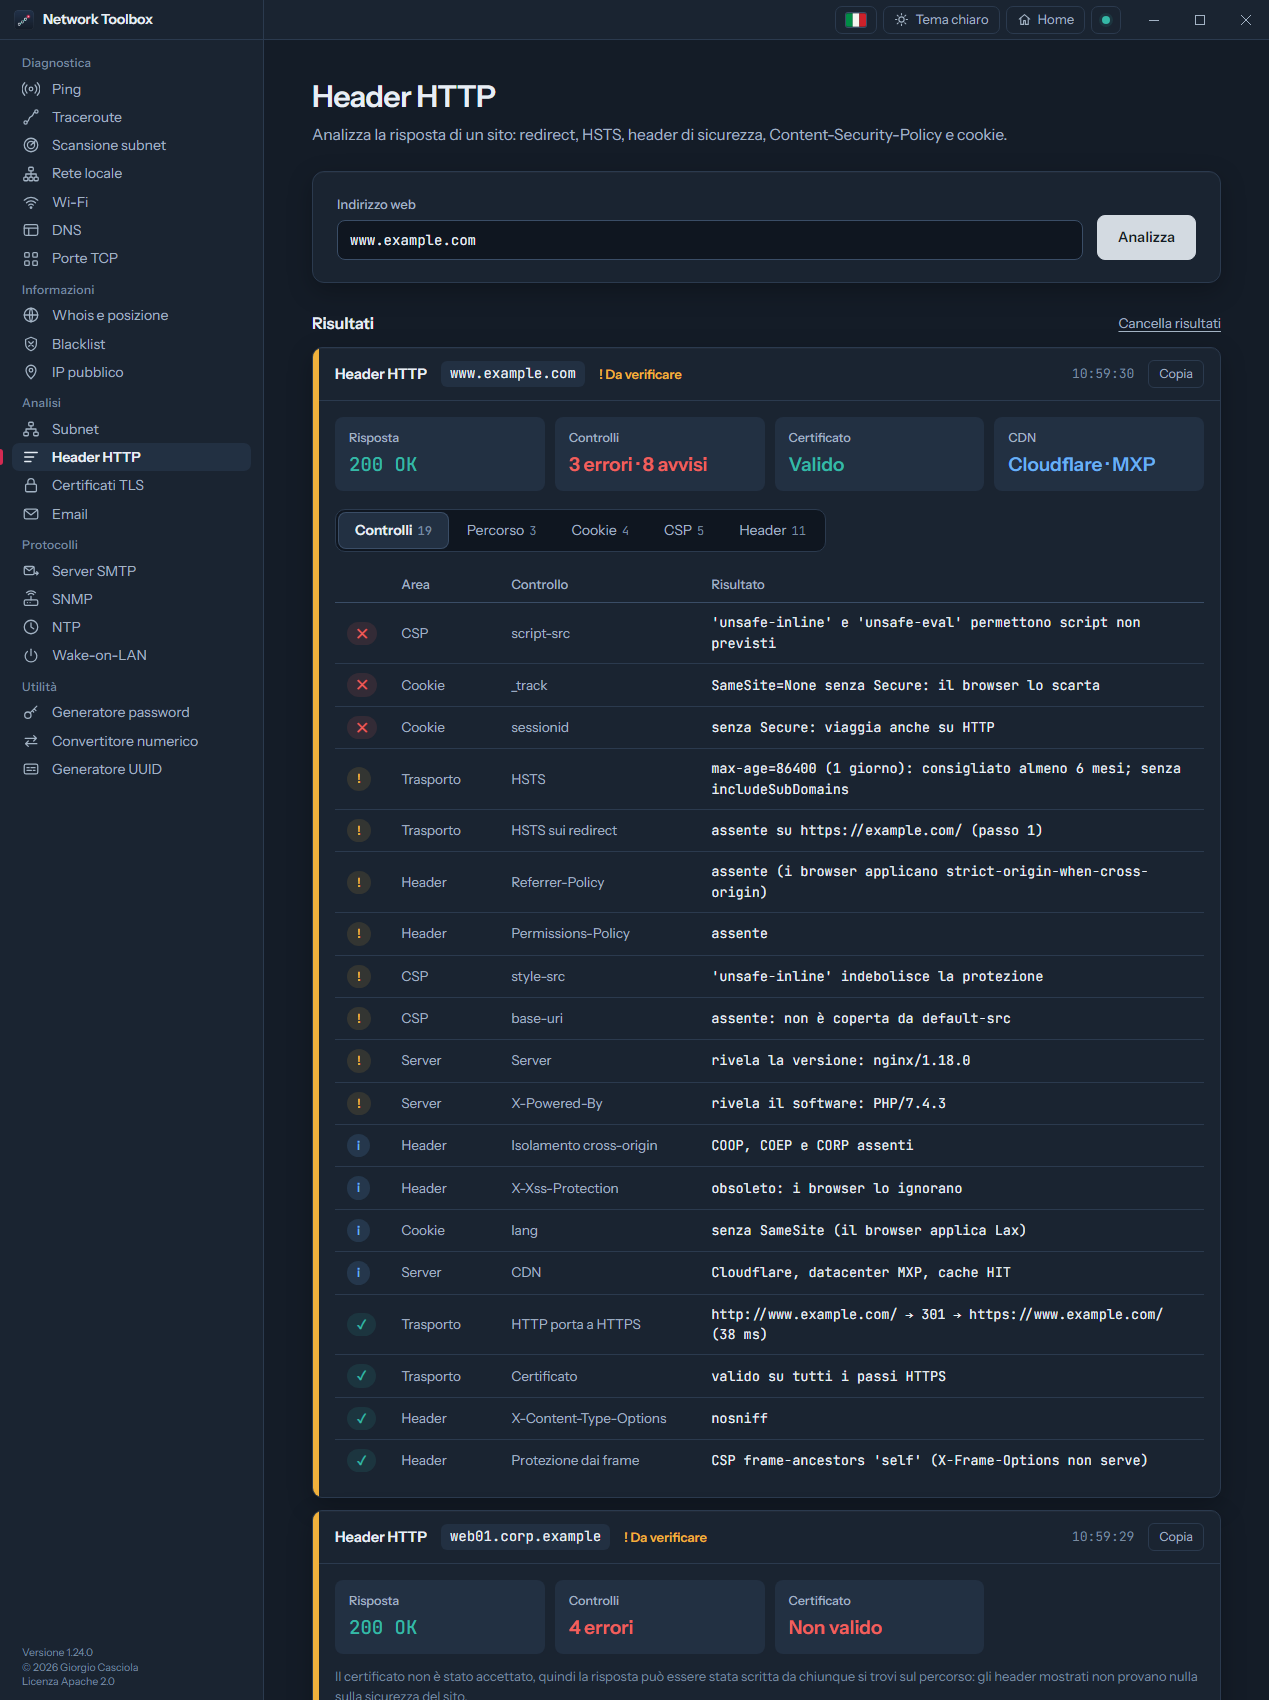 Network Toolbox
Tema chiaro
Home
Diagnostica
Ping
Traceroute
Scansione subnet
Rete locale
Wi-Fi
DNS
Porte TCP
Informazioni
Whois e posizione
Blacklist
IP pubblico
Analisi
Subnet
Header HTTP
Certificati TLS
Email
Protocolli
Server SMTP
SNMP
NTP
Wake-on-LAN
Utilità
Generatore password
Convertitore numerico
Generatore UUID
Versione 1.24.0
© 2026 Giorgio Casciola
Licenza Apache 2.0
Header HTTP
Analizza la risposta di un sito: redirect, HSTS, header di sicurezza, Content-Security-Policy e cookie.
Indirizzo web
www.example.com
Analizza
Risultati
Cancella risultati
Header HTTP www.example.com ! Da verificare 10:59:30 Copia
Risposta
200 OK
Controlli
3 errori · 8 avvisi
Certificato
Valido
CDN
Cloudflare · MXP
Controlli 19 Percorso 3 Cookie 4 CSP 5 Header 11
Area Controllo Risultato
✕ CSP script-src 'unsafe-inline' e 'unsafe-eval' permettono script non
previsti
✕ Cookie _track SameSite=None senza Secure: il browser lo scarta
✕ Cookie sessionid senza Secure: viaggia anche su HTTP
! Trasporto HSTS max-age=86400 (1 giorno): consigliato almeno 6 mesi; senza
includeSubDomains
! Trasporto HSTS sui redirect assente su https://example.com/ (passo 1)
! Header Referrer-Policy assente (i browser applicano strict-origin-when-cross-
origin)
! Header Permissions-Policy assente
! CSP style-src 'unsafe-inline' indebolisce la protezione
! CSP base-uri assente: non è coperta da default-src
! Server Server rivela la versione: nginx/1.18.0
! Server X-Powered-By rivela il software: PHP/7.4.3
i Header Isolamento cross-origin COOP, COEP e CORP assenti
i Header X-Xss-Protection obsoleto: i browser lo ignorano
i Cookie lang senza SameSite (il browser applica Lax)
i Server CDN Cloudflare, datacenter MXP, cache HIT
✓ Trasporto HTTP porta a HTTPS http://www.example.com/ → 301 → https://www.example.com/
(38 ms)
✓ Trasporto Certificato valido su tutti i passi HTTPS
✓ Header X-Content-Type-Options nosniff
✓ Header Protezione dai frame CSP frame-ancestors 'self' (X-Frame-Options non serve)
Header HTTP web01.corp.example ! Da verificare 10:59:29 Copia
Risposta
200 OK
Controlli
4 errori
Certificato
Non valido
Il certificato non è stato accettato, quindi la risposta può essere stata scritta da chiunque si trovi sul percorso: gli header mostrati non provano nulla
sulla sicurezza del sito.